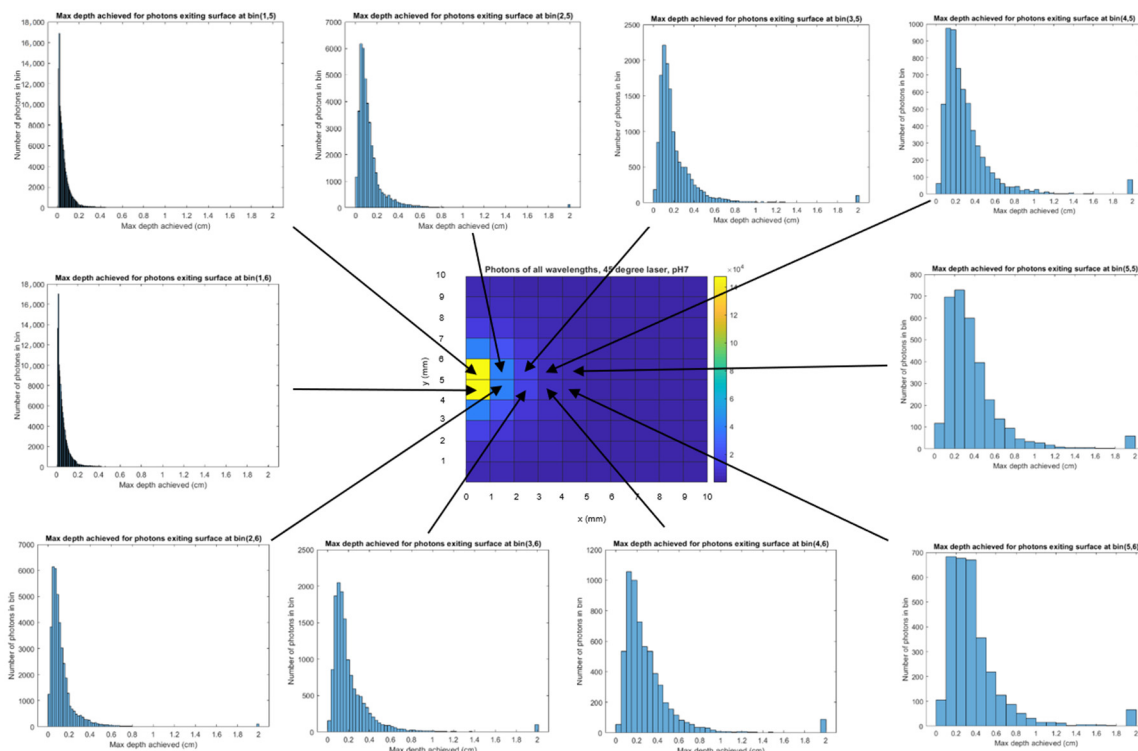 Max depth achieved for photons exiting surface at bin(1,5)
Number of photons in bin
18,000
16,000
14,000
12,000
10,000
8000
6000
4000
2000
0
0 0.2 0.4 0.6 0.8 1 1.2 1.4 1.6 1.8 2
Max depth achieved (cm)
Max depth achieved for photons exiting surface at bin(2,5)
Number of photons in bin
7000
6000
5000
4000
3000
2000
1000
0
0 0.2 0.4 0.6 0.8 1 1.2 1.4 1.6 1.8 2
Max depth achieved (cm)
Max depth achieved for photons exiting surface at bin(3,5)
Number of photons in bin
2500
2000
1500
1000
500
0
0 0.2 0.4 0.6 0.8 1 1.2 1.4 1.6 1.8 2
Max depth achieved (cm)
Max depth achieved for photons exiting surface at bin(4,5)
Number of photons in bin
1000
900
800
700
600
500
400
300
200
100
0
0 0.2 0.4 0.6 0.8 1 1.2 1.4 1.6 1.8 2
Max depth achieved (cm)
Max depth achieved for photons exiting surface at bin(1,6)
Number of photons in bin
18,000
16,000
14,000
12,000
10,000
8000
6000
4000
2000
0
0 0.2 0.4 0.6 0.8 1 1.2 1.4 1.6 1.8 2
Max depth achieved (cm)
Photons of all wavelengths, 45 degree laser, pH7
y (mm)
10
9
8
7
6
5
4
3
2
1
0 1 2 3 4 5 6 7 8 9 10
x (mm)
×10⁴
14
12
10
8
6
4
2
Max depth achieved for photons exiting surface at bin(5,5)
Number of photons in bin
800
700
600
500
400
300
200
100
0
0 0.2 0.4 0.6 0.8 1 1.2 1.4 1.6 1.8 2
Max depth achieved (cm)
Max depth achieved for photons exiting surface at bin(2,6)
Number of photons in bin
7000
6000
5000
4000
3000
2000
1000
0
0 0.2 0.4 0.6 0.8 1 1.2 1.4 1.6 1.8 2
Max depth achieved (cm)
Max depth achieved for photons exiting surface at bin(3,6)
Number of photons in bin
2500
2000
1500
1000
500
0
0 0.2 0.4 0.6 0.8 1 1.2 1.4 1.6 1.8 2
Max depth achieved (cm)
Max depth achieved for photons exiting surface at bin(4,6)
Number of photons in bin
1200
1000
800
600
400
200
0
0 0.2 0.4 0.6 0.8 1 1.2 1.4 1.6 1.8 2
Max depth achieved (cm)
Max depth achieved for photons exiting surface at bin(5,6)
Number of photons in bin
700
600
500
400
300
200
100
0
0 0.2 0.4 0.6 0.8 1 1.2 1.4 1.6 1.8 2
Max depth achieved (cm)